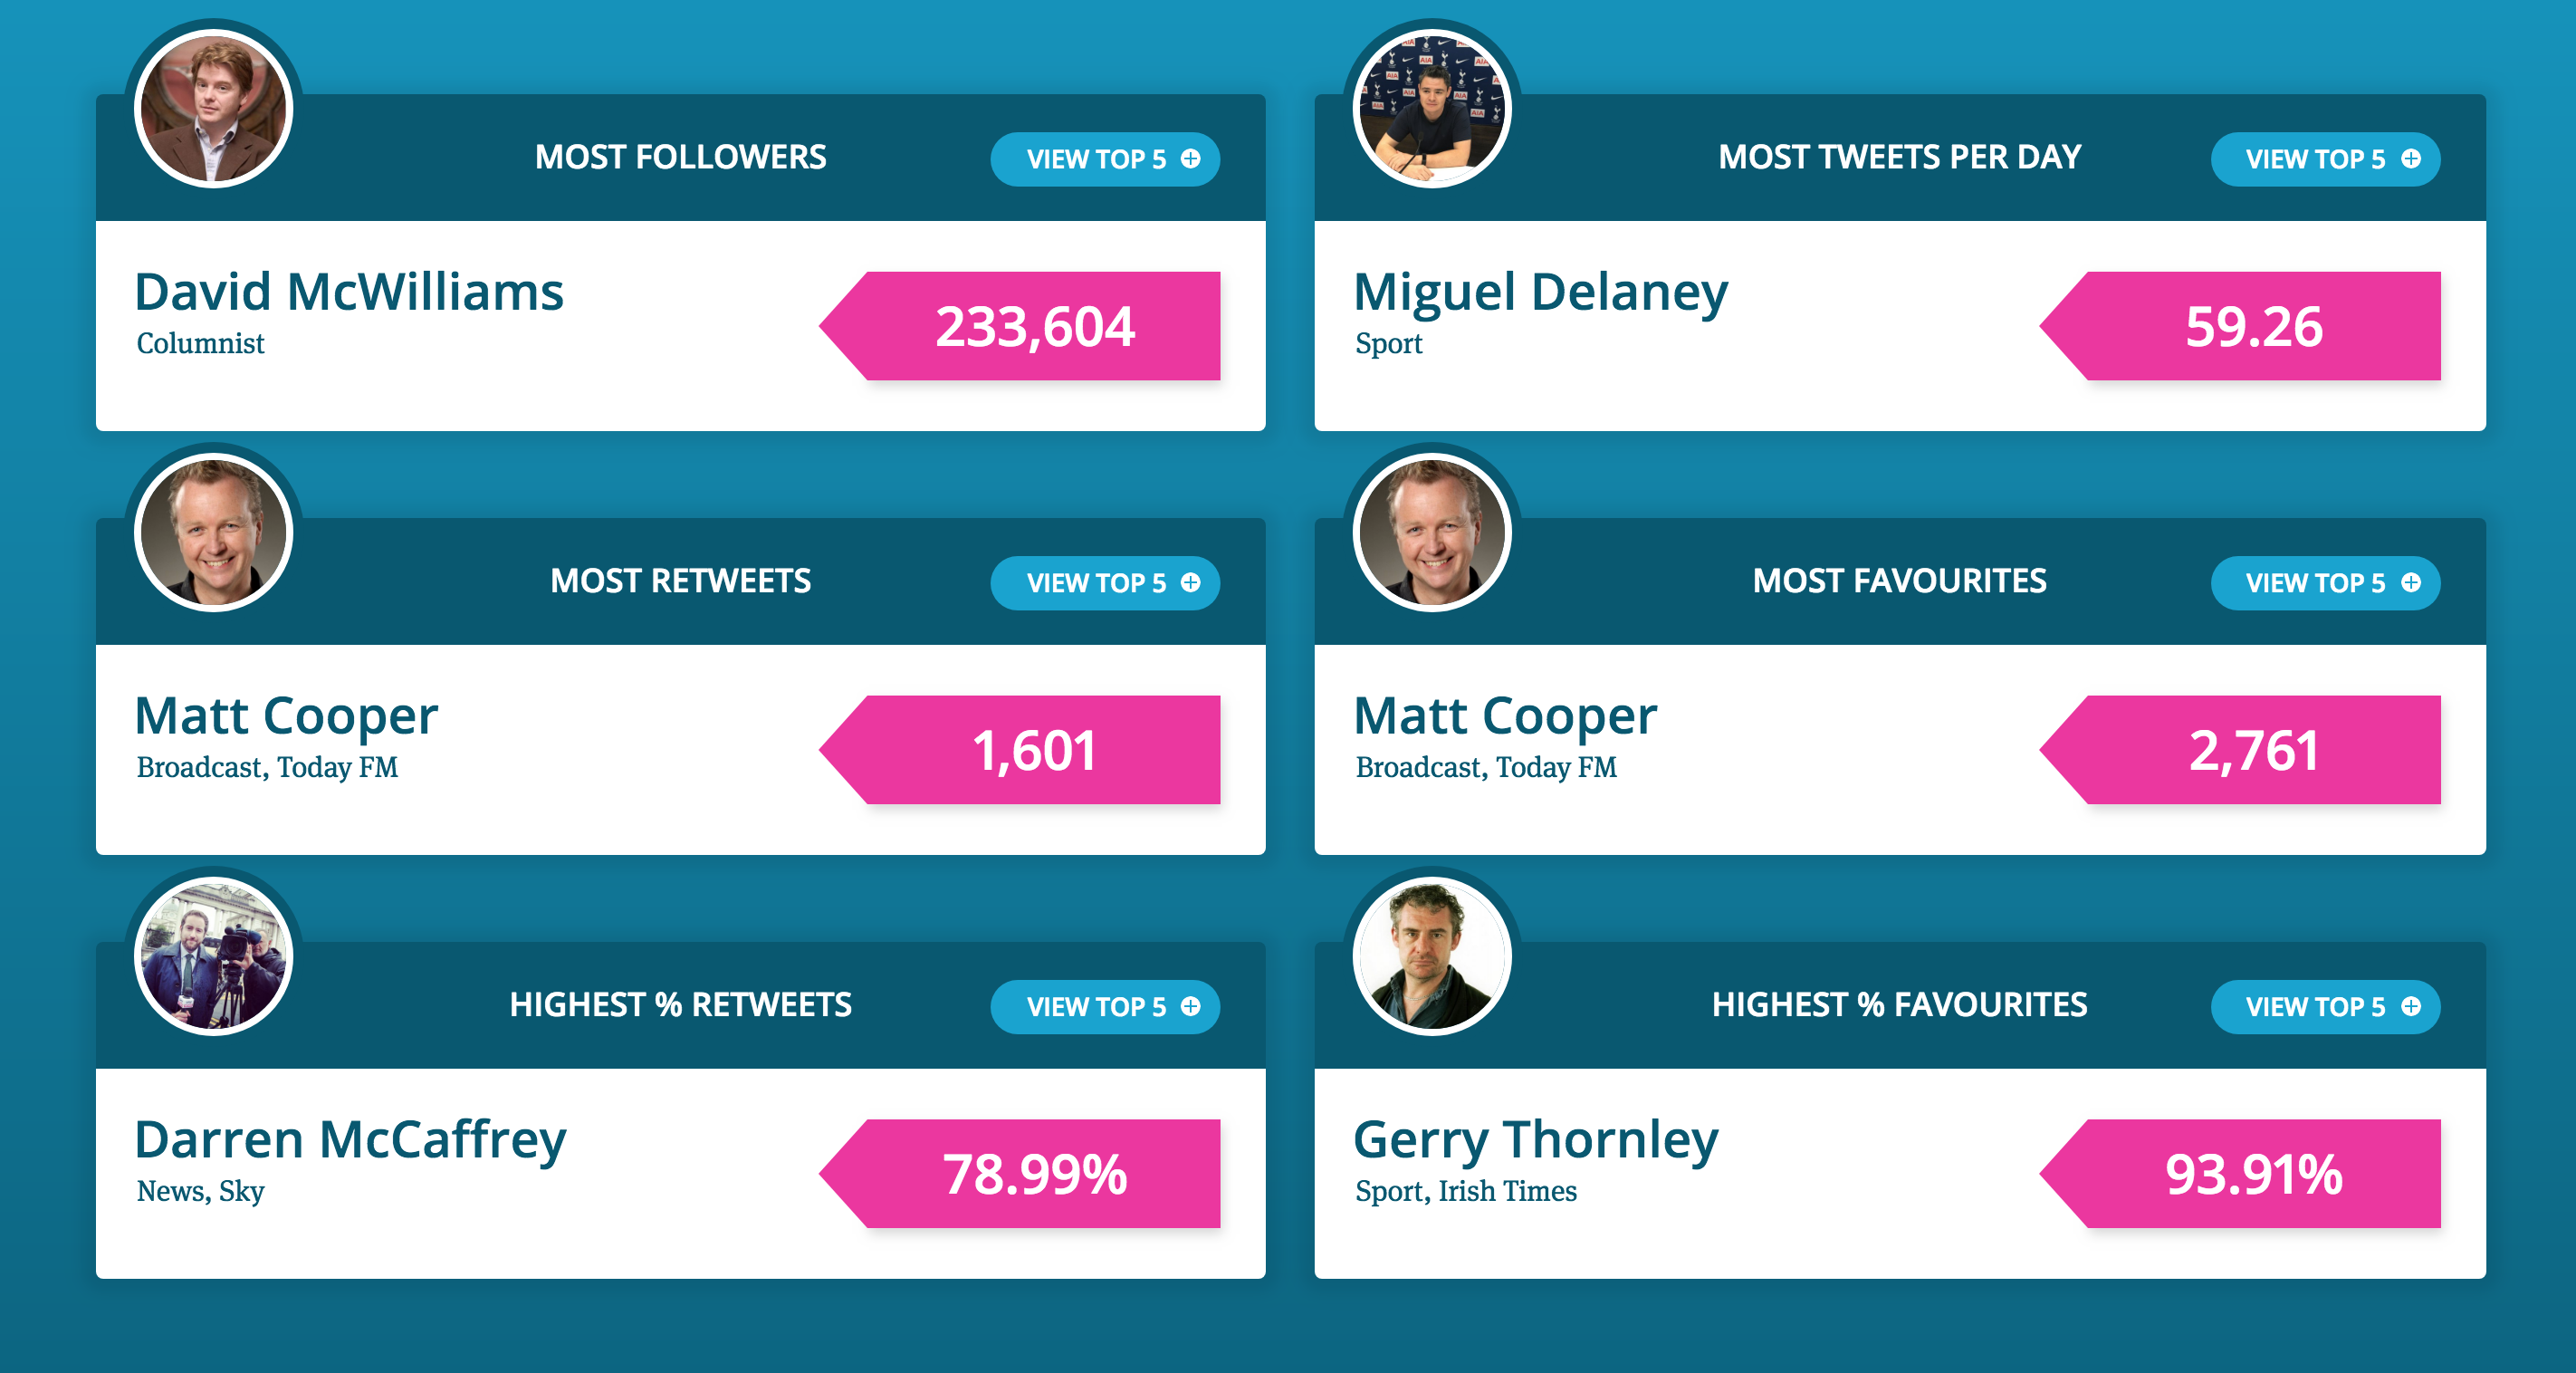 MOST FOLLOWERS
VIEW TOP 5
David McWilliams
Columnist
233,604
MOST TWEETS PER DAY
VIEW TOP 5
Miguel Delaney
Sport
59.26
MOST RETWEETS
VIEW TOP 5
Matt Cooper
Broadcast, Today FM
1,601
MOST FAVOURITES
VIEW TOP 5
Matt Cooper
Broadcast, Today FM
2,761
HIGHEST % RETWEETS
VIEW TOP 5
Darren McCaffrey
News, Sky
78.99%
HIGHEST % FAVOURITES
VIEW TOP 5
Gerry Thornley
Sport, Irish Times
93.91%